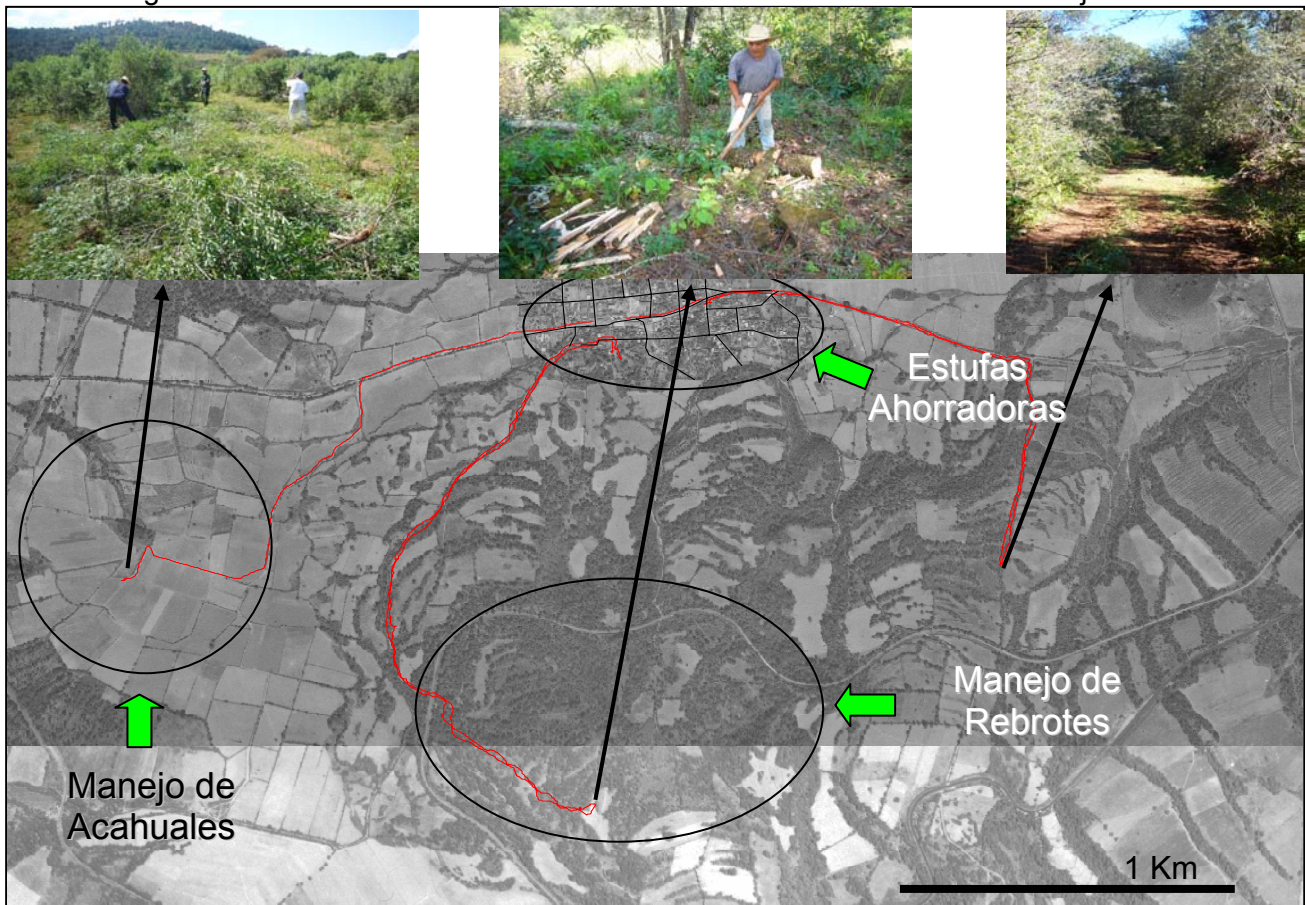 Estufas
Ahorradoras
Manejo de
Rebrotes
Manejo de
Acahuales
1 Km